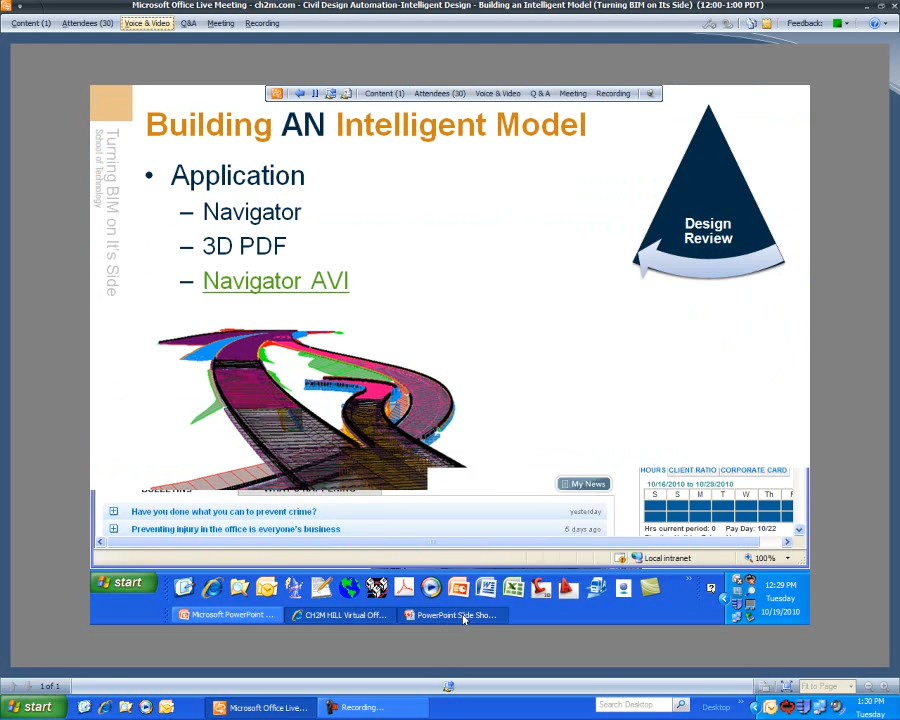 Microsoft Office Live Meeting - ch2m.com - Civil Design Automation-Intelligent Design - Building an Intelligent Model (Turning BIM on Its Side) (12:00-1:00 PDT)
Content (1) Attendees (30) Voice & Video Q&A Meeting Recording Feedback:
Content (1) Attendees (30) Voice & Video Q & A Meeting Recording
Building AN Intelligent Model
Turning BIM on It's Side
School of Technology
• Application
– Navigator
– 3D PDF
– Navigator AVI
Design
Review
HOURS CLIENT RATIO CORPORATE CARD
My News
10/16/2010 to 10/29/2010
S S M T W Th F
Have you done what you can to prevent crime? yesterday
Hrs current period: 0 Pay Day: 10/22
Preventing injury in the office is everyone's business 6 days ago
Local intranet 100%
start
12:29 PM
Tuesday
10/19/2010
Microsoft PowerPoint ... CH2M HILL Virtual Off... PowerPoint Slide Sho...
1 of 1 Fit to Page
start Microsoft Office Live... Recording... Search Desktop Desktop 1:30 PM
Tuesday